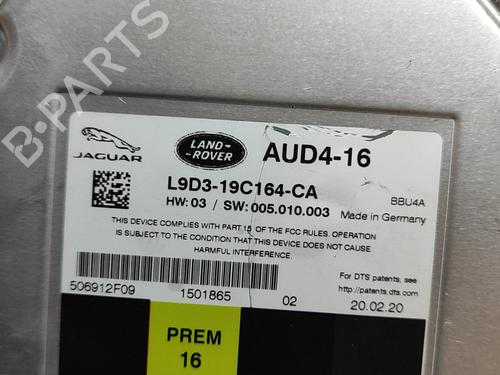 B-PARTS
JAGUAR
LAND-
ROVER
AUD4-16
L9D3-19C164-CA
BBU4A
HW: 03 / SW: 005.010.003
Made in Germany
THIS DEVICE COMPLIES WITH PART 15 OF THE FCC RULES. OPERATION
IS SUBJECT TO THE CONDITION THAT THIS DEVICE DOES NOT CAUSE
HARMFUL INTERFERENCE.
For DTS patents, see
http://patents.dts.com
506912F09
1501865
02
20.02.20
PREM
16